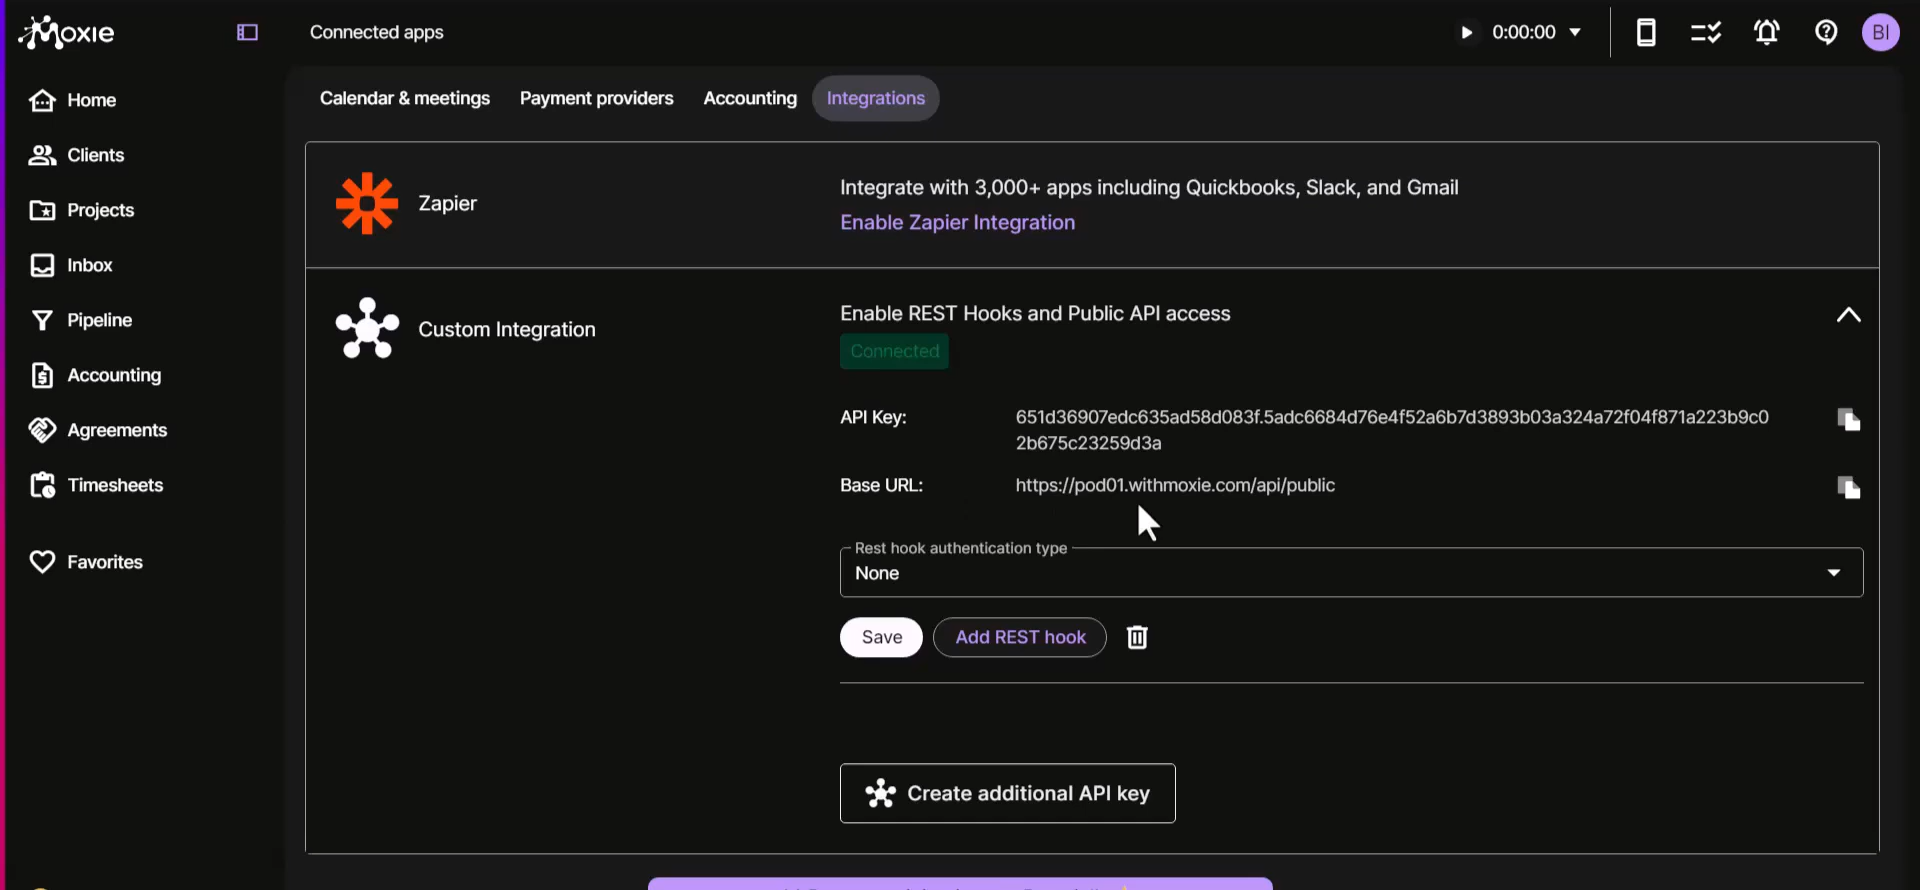 Moxie
Connected apps
0:00:00
BI
Home
Clients
Projects
Inbox
Pipeline
Accounting
Agreements
Timesheets
Favorites
Calendar & meetings
Payment providers
Accounting
Integrations
Zapier
Integrate with 3,000+ apps including Quickbooks, Slack, and Gmail
Enable Zapier Integration
Custom Integration
Enable REST Hooks and Public API access
Connected
API Key:
651d36907edc635ad58d083f.5adc6684d76e4f52a6b7d3893b03a324a72f04f871a223b9c0
2b675c23259d3a
Base URL:
https://pod01.withmoxie.com/api/public
Rest hook authentication type
None
Save
Add REST hook
Create additional API key